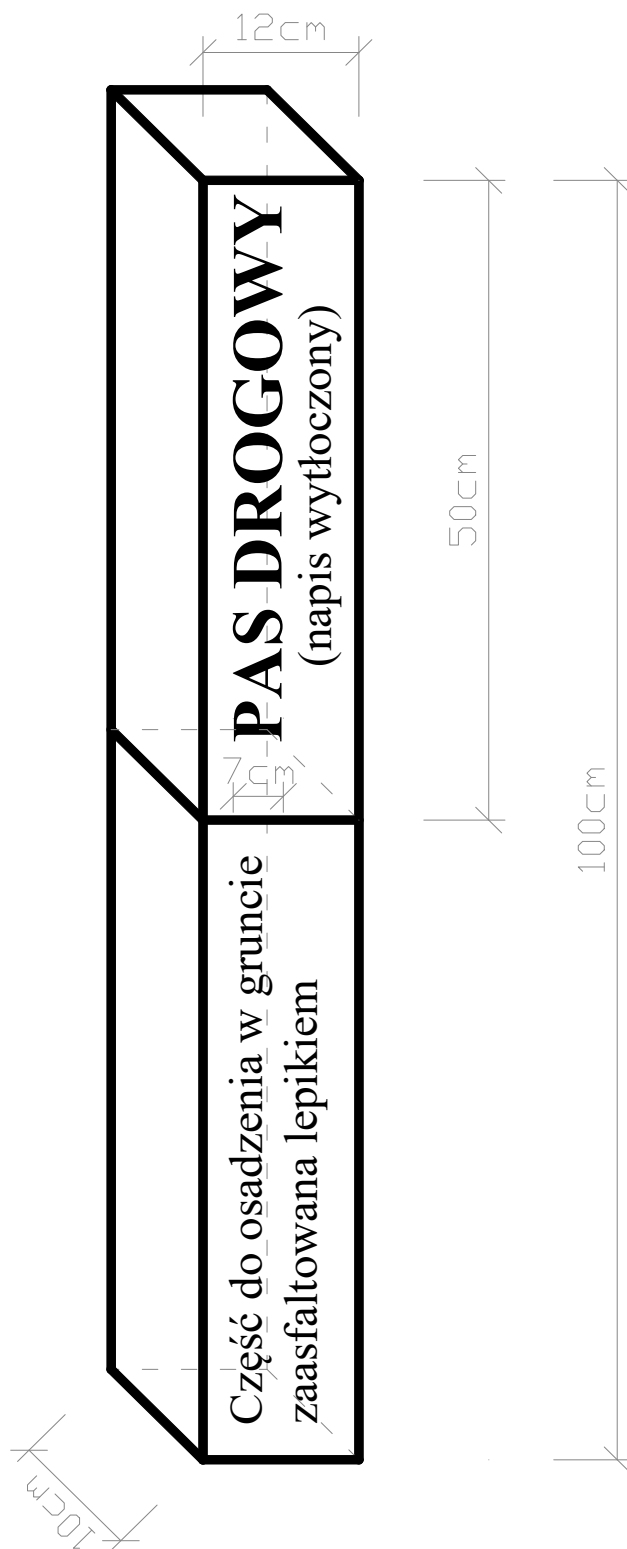 12cm
PAS DROGOWY
(napis wytłoczony)
50cm
7cm
100cm
Część do osadzenia w gruncie
zaasfaltowana lepikiem
10cm